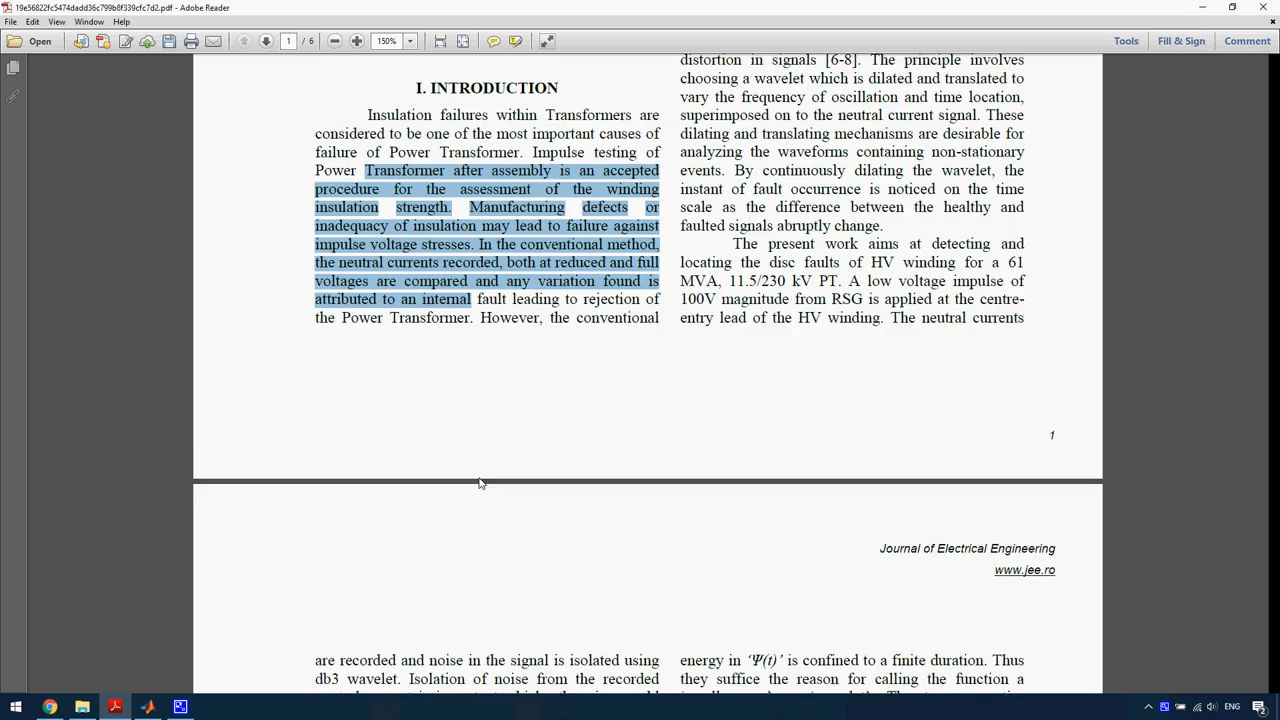 19e56822fc5474dadd36c799b8f339cfc7d2.pdf - Adobe Reader
File Edit View Window Help
Open 1 / 6 150% Tools Fill & Sign Comment
I. INTRODUCTION
Insulation failures within Transformers are
considered to be one of the most important causes of
failure of Power Transformer. Impulse testing of
Power Transformer after assembly is an accepted
procedure for the assessment of the winding
insulation strength. Manufacturing defects or
inadequacy of insulation may lead to failure against
impulse voltage stresses. In the conventional method,
the neutral currents recorded, both at reduced and full
voltages are compared and any variation found is
attributed to an internal fault leading to rejection of
the Power Transformer. However, the conventional
distortion in signals [6-8]. The principle involves
choosing a wavelet which is dilated and translated to
vary the frequency of oscillation and time location,
superimposed on to the neutral current signal. These
dilating and translating mechanisms are desirable for
analyzing the waveforms containing non-stationary
events. By continuously dilating the wavelet, the
instant of fault occurrence is noticed on the time
scale as the difference between the healthy and
faulted signals abruptly change.
The present work aims at detecting and
locating the disc faults of HV winding for a 61
MVA, 11.5/230 kV PT. A low voltage impulse of
100V magnitude from RSG is applied at the centre-
entry lead of the HV winding. The neutral currents
1
Journal of Electrical Engineering
www.jee.ro
are recorded and noise in the signal is isolated using
db3 wavelet. Isolation of noise from the recorded
energy in ‘Ψ(t)’ is confined to a finite duration. Thus
they suffice the reason for calling the function a
ENG
2